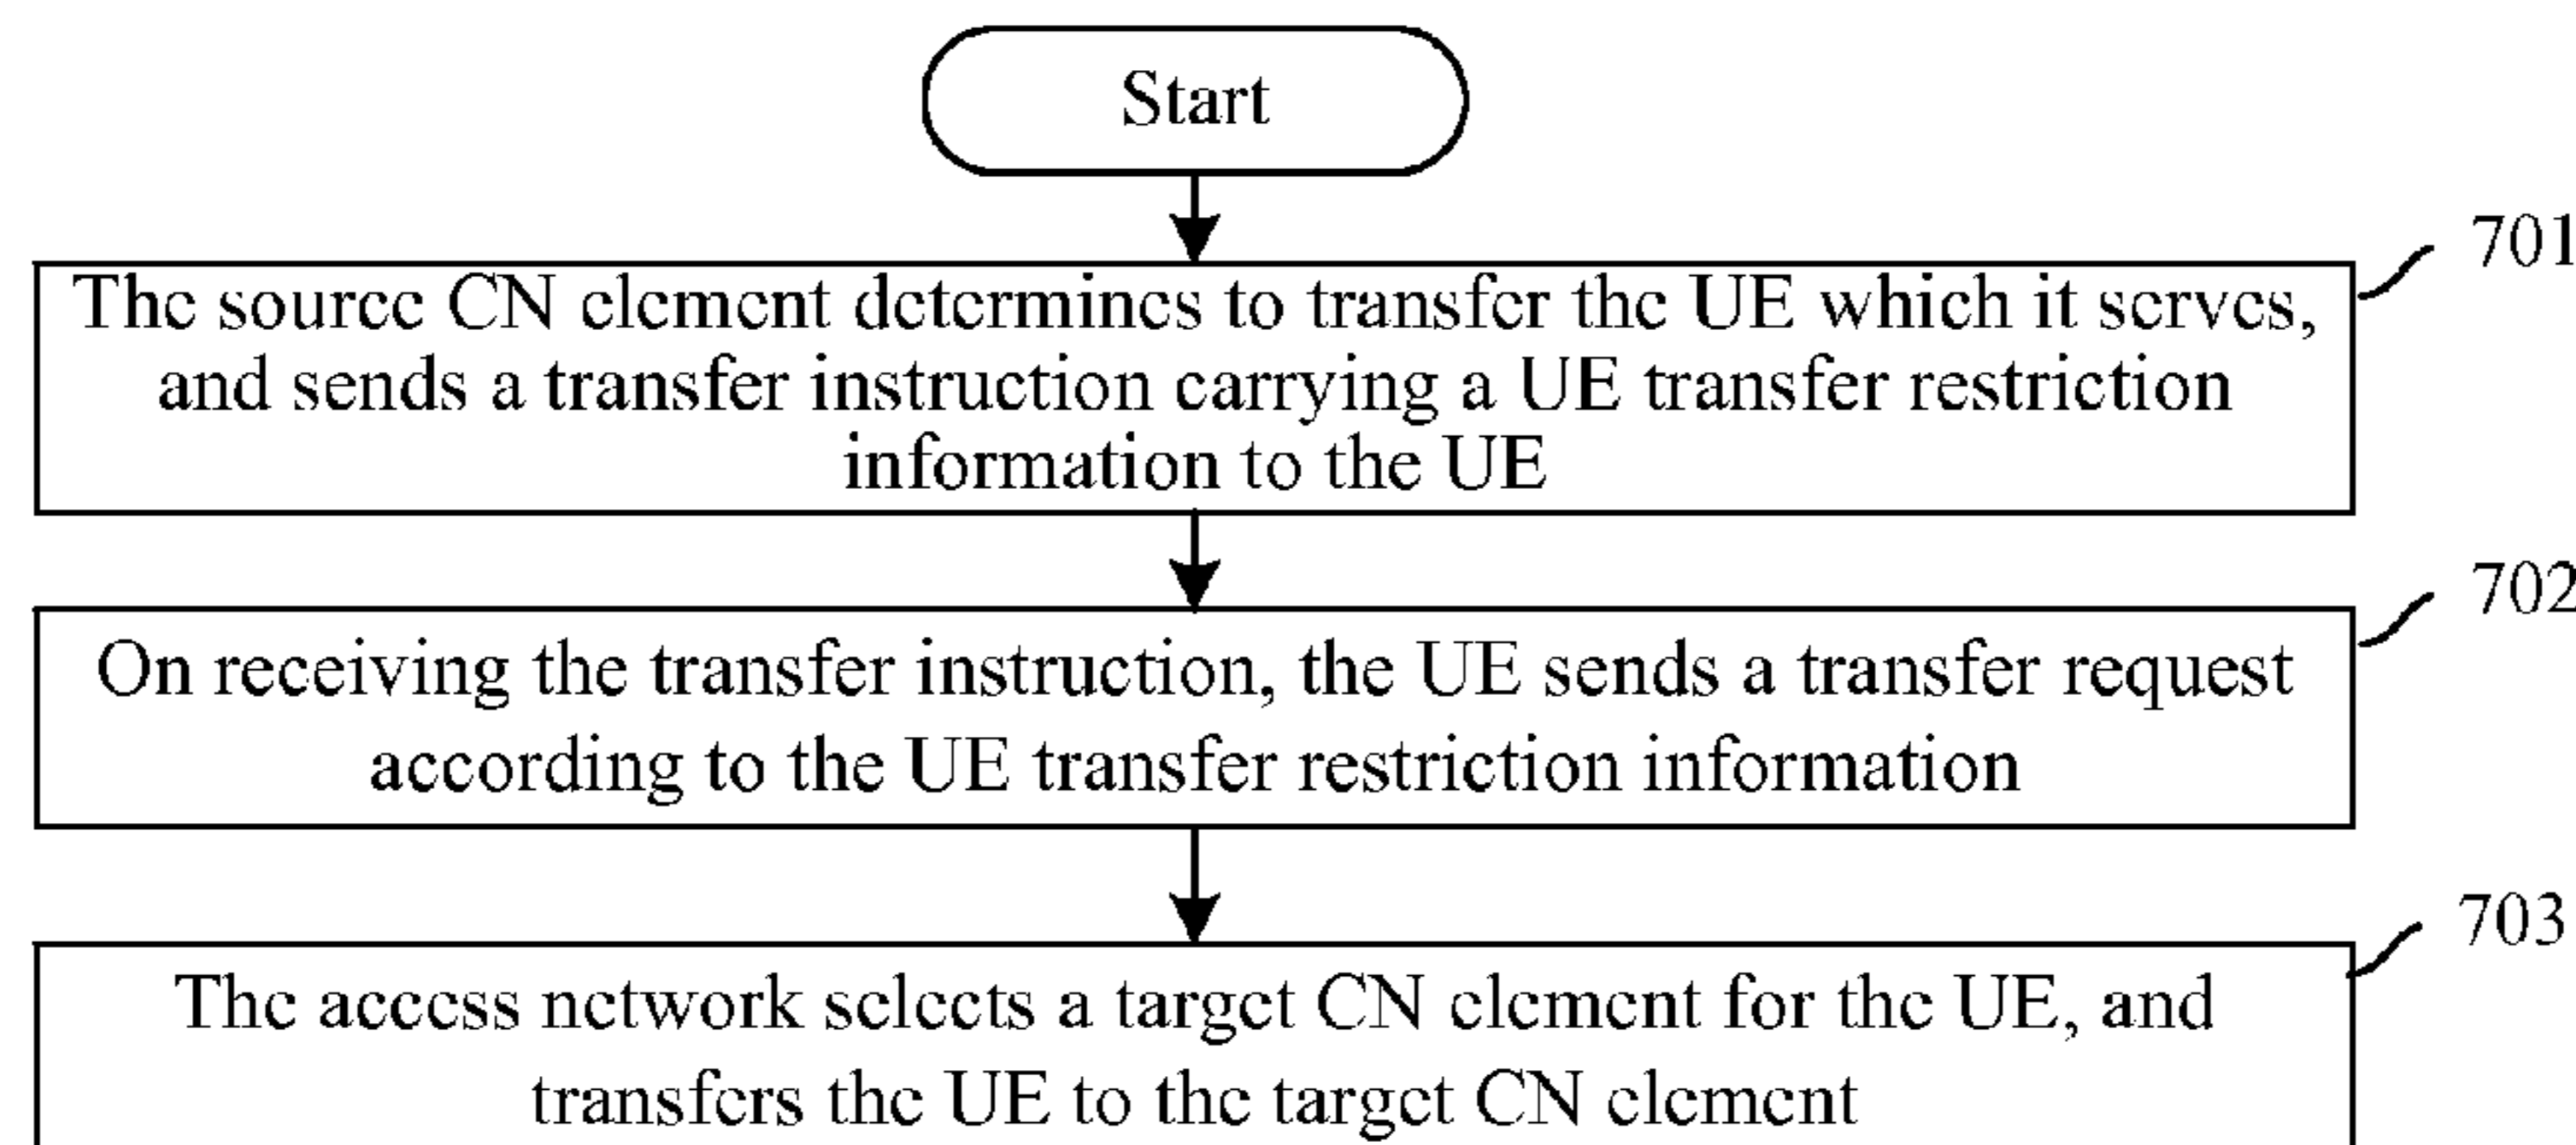 Start
701
The source CN element determines to transfer the UE which it serves,
and sends a transfer instruction carrying a UE transfer restriction
information to the UE
702
On receiving the transfer instruction, the UE sends a transfer request
according to the UE transfer restriction information
703
The access network selects a target CN element for the UE, and
transfers the UE to the target CN element